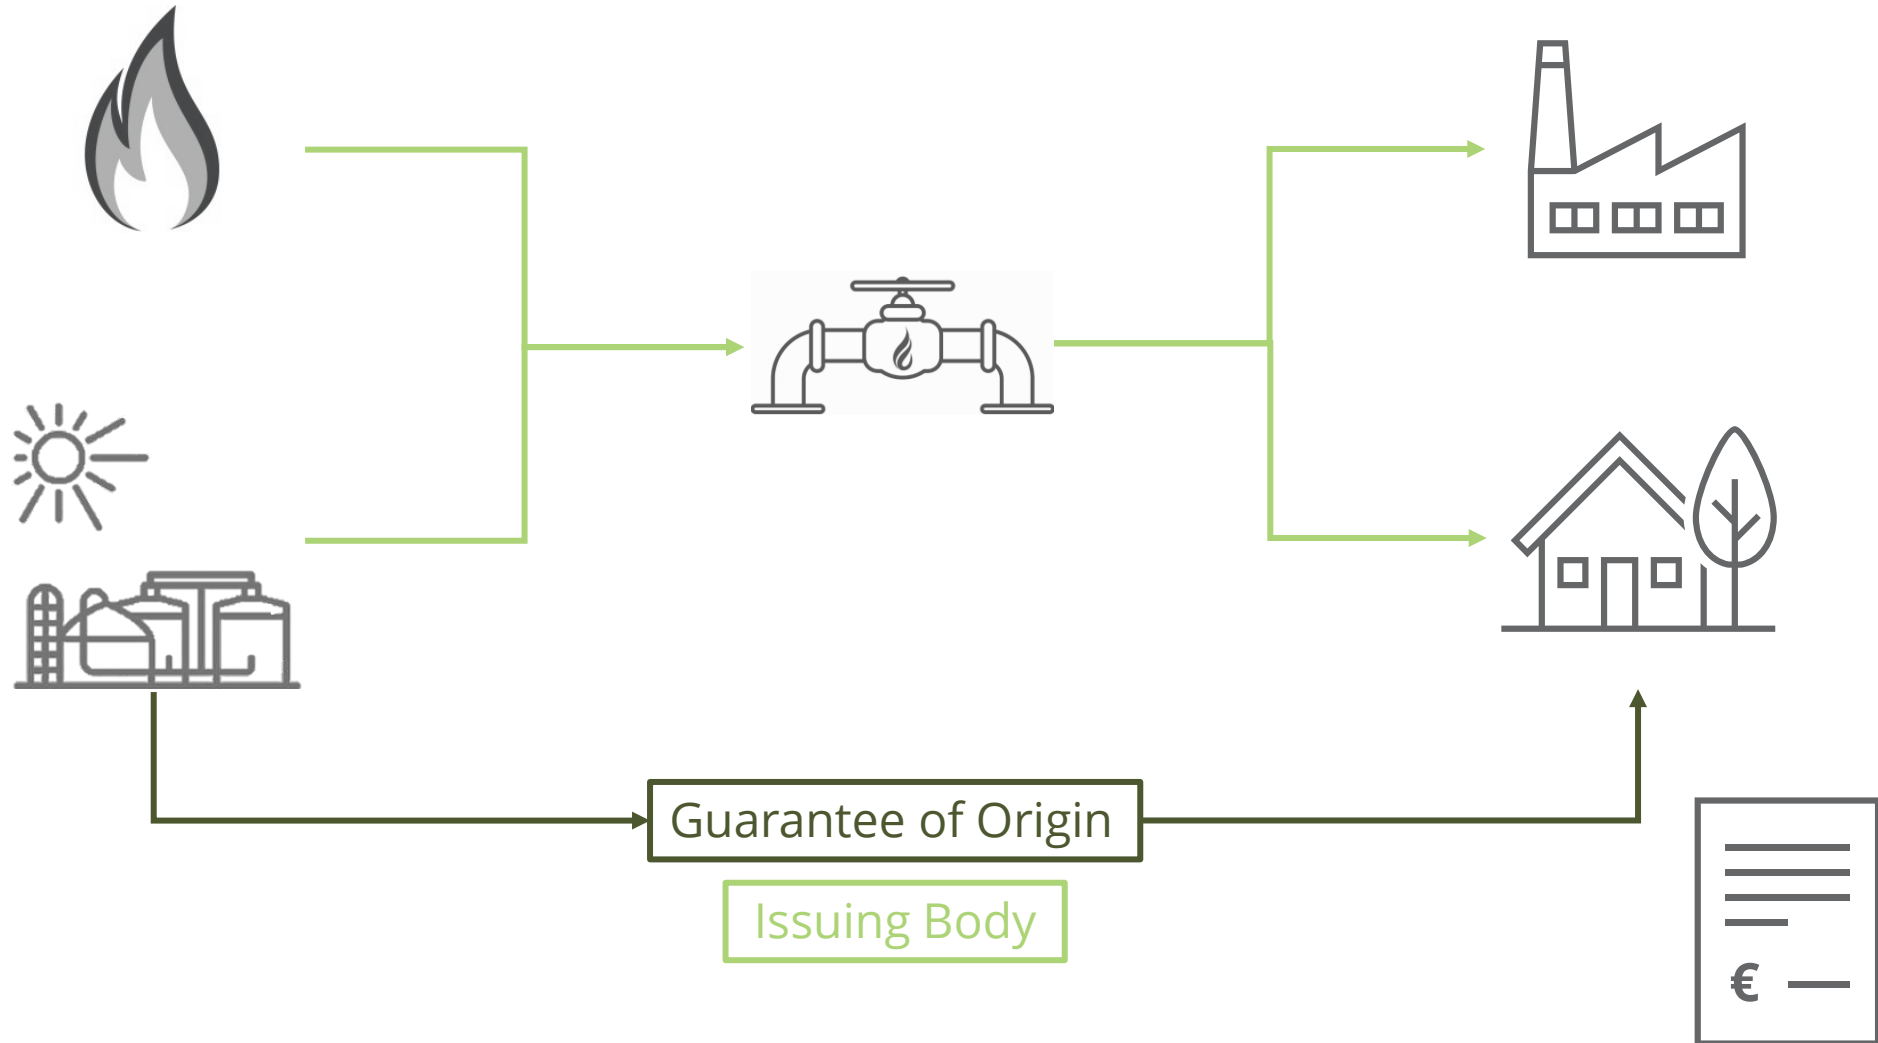 Guarantee of Origin
Issuing Body
€